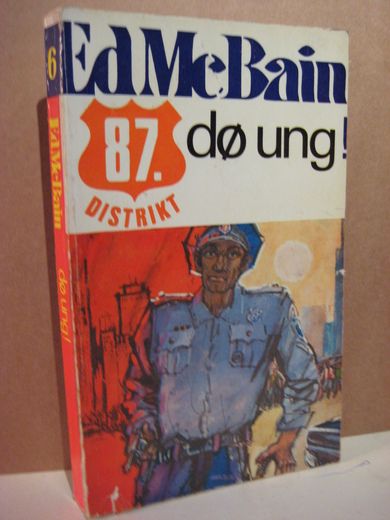 Ed McBain
87.
DISTRIKT
dø ung!
6
Ed McBain
dø ung!